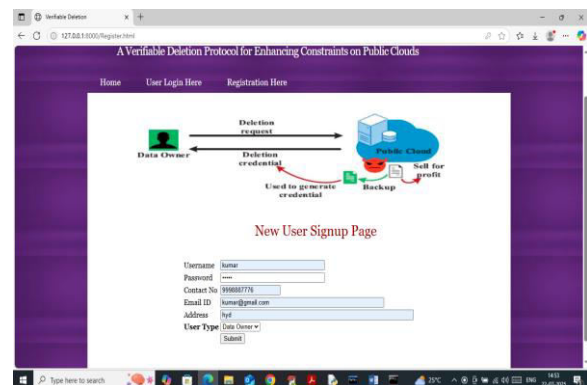 Verifiable Deletion
127.0.0.1:8000/Register.html
A Verifiable Deletion Protocol for Enhancing Constraints on Public Clouds
Home User Login Here Registration Here
Deletion
request
Data Owner
Public Cloud
Deletion
credential
Sell for
profit
Used to generate
credential
Backup
New User Signup Page
Username kumar
Password •••••
Contact No 9998887776
Email ID kumar@gmail.com
Address hyd
User Type Data Owner
Submit
Type here to search
25°C
ENG
14:53